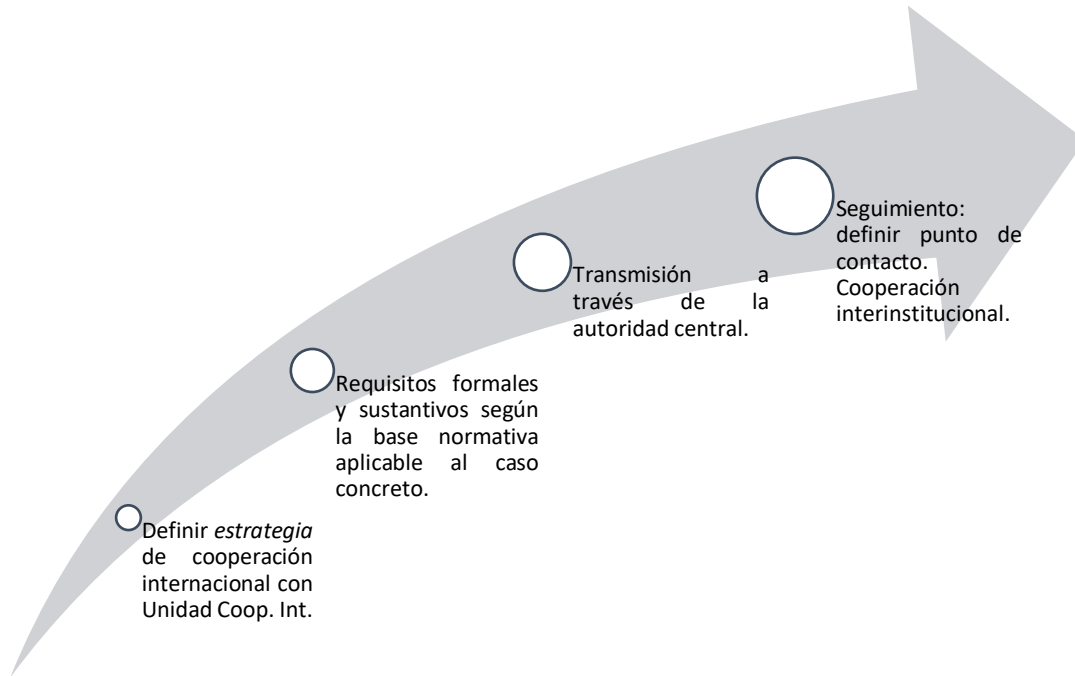 Seguimiento:
definir punto de
contacto.
Cooperación
interinstitucional.
Transmisión a
través de la
autoridad central.
Requisitos formales
y sustantivos según
la base normativa
aplicable al caso
concreto.
Definir estrategia
de cooperación
internacional con
Unidad Coop. Int.